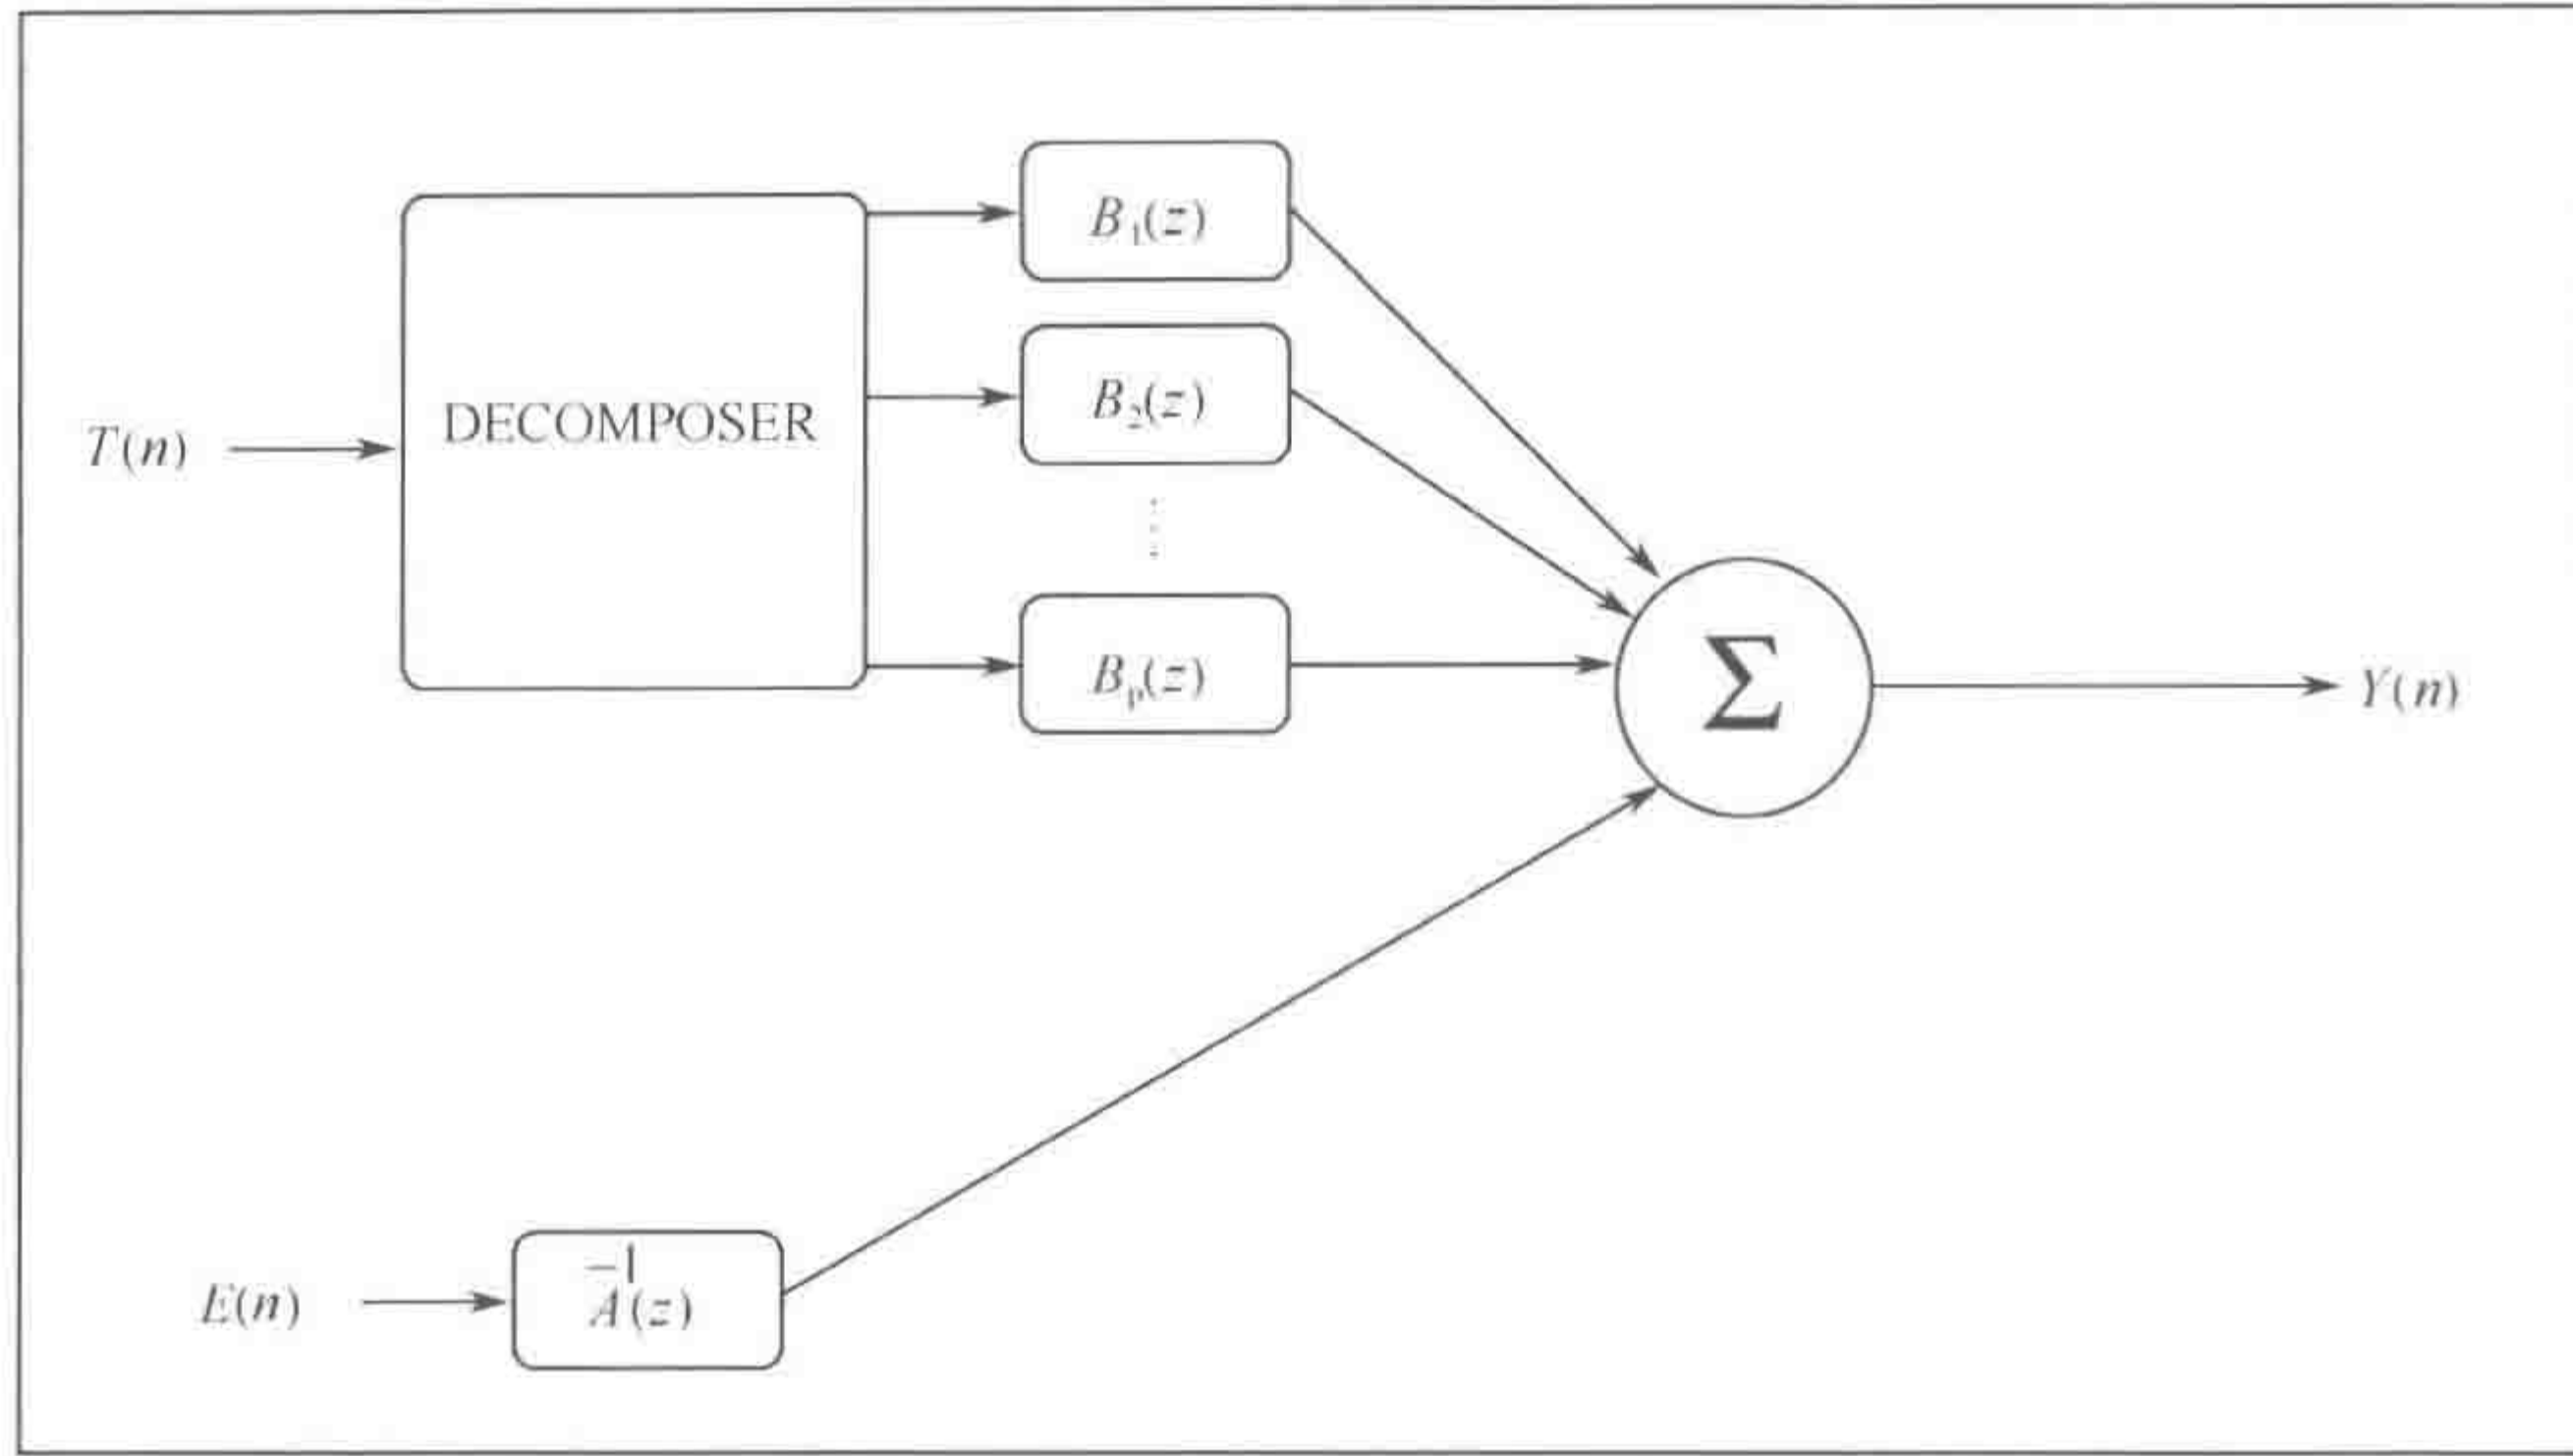 B₁(z)
B₂(z)
T(n)
DECOMPOSER
⋮
Bₚ(z)
Σ
Y(n)
E(n)
A⁻¹(z)